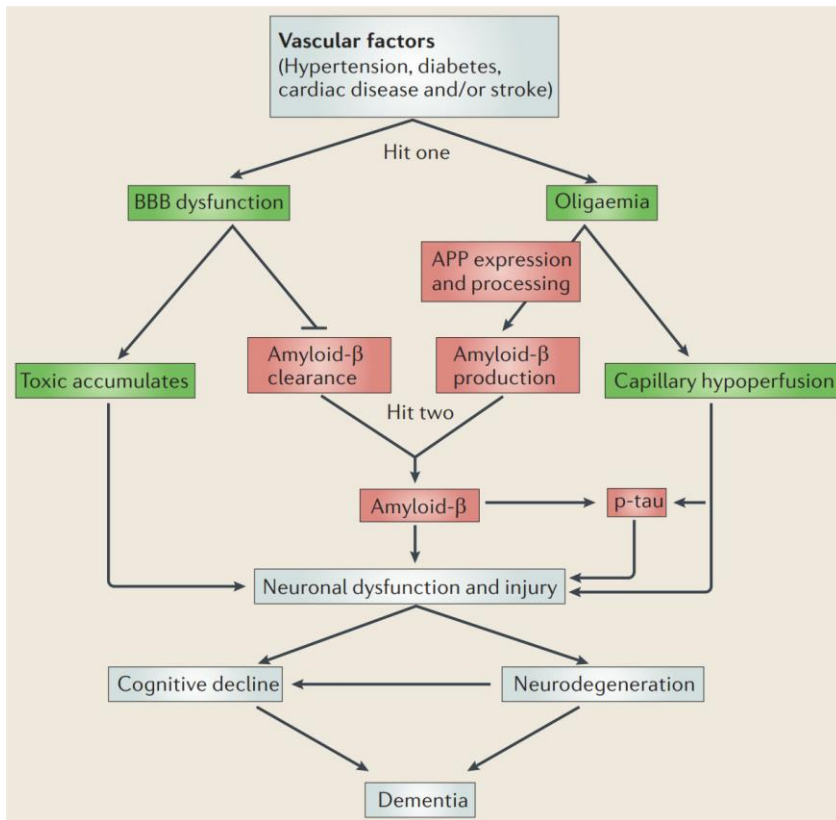 Vascular factors
(Hypertension, diabetes,
cardiac disease and/or stroke)
Hit one
BBB dysfunction
Oligaemia
APP expression
and processing
Amyloid-β
clearance
Amyloid-β
production
Toxic accumulates
Capillary hypoperfusion
Hit two
Amyloid-β
p-tau
Neuronal dysfunction and injury
Cognitive decline
Neurodegeneration
Dementia